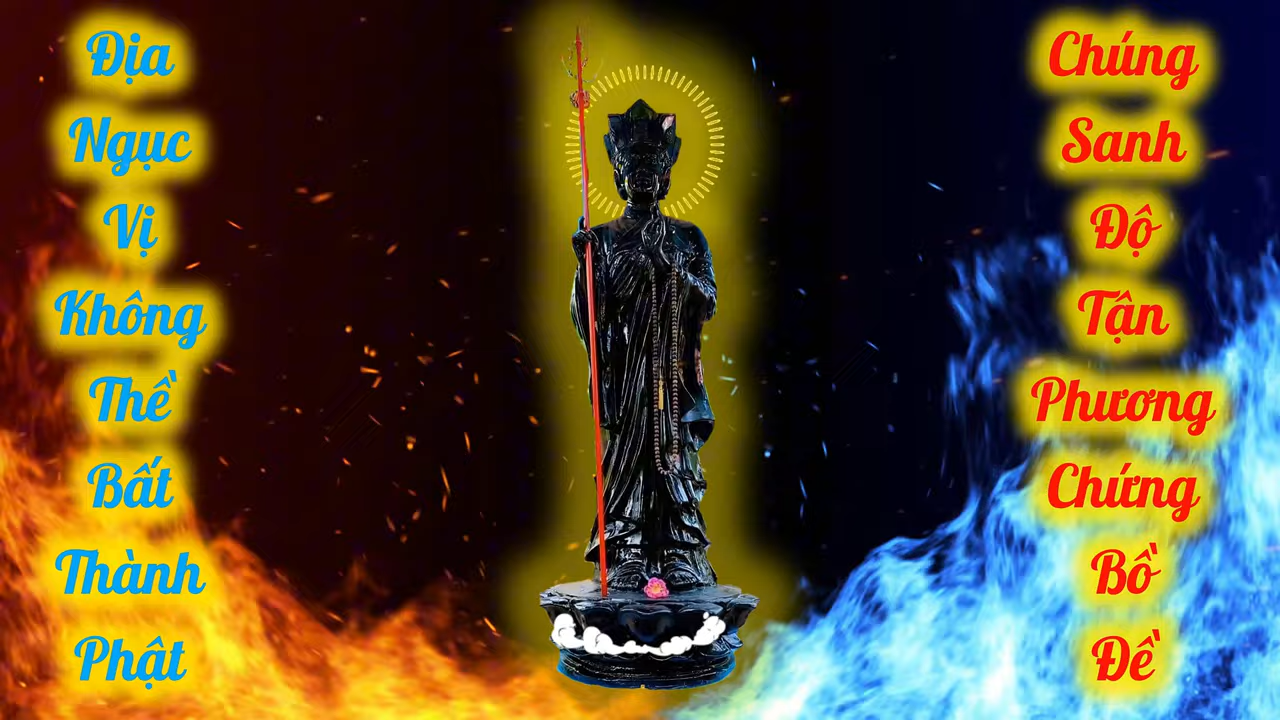 Địa
Ngục
Vị
Không
Thề
Bất
Thành
Phật
Chúng
Sanh
Độ
Tận
Phương
Chứng
Bồ
Đề